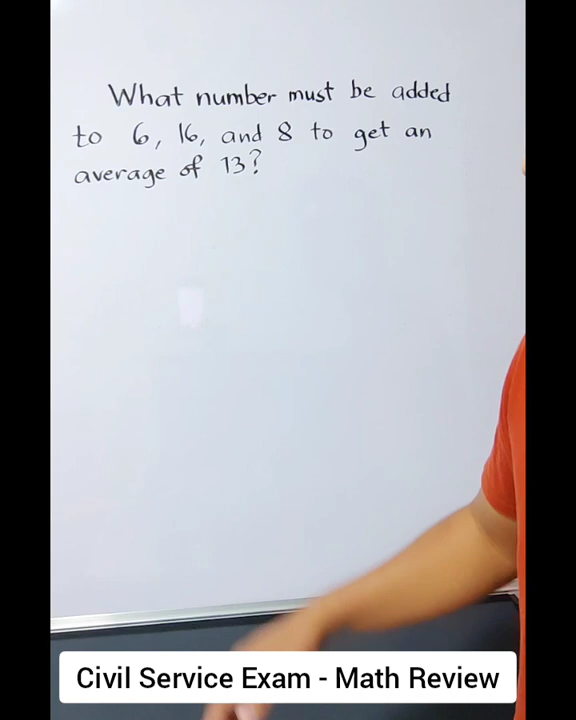 What number must be added
to 6, 16, and 8 to get an
average of 13?
Civil Service Exam - Math Review